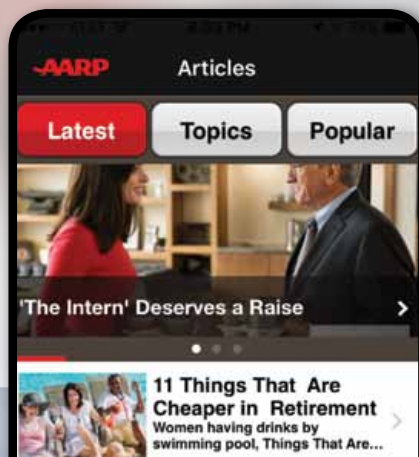 AARP Articles
Latest Topics Popular
'The Intern' Deserves a Raise
11 Things That Are
Cheaper in Retirement
Women having drinks by
swimming pool, Things That Are...